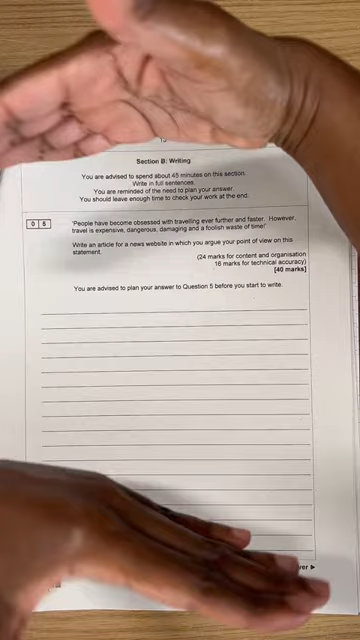 Section B: Writing
You are advised to spend about 45 minutes on this section.
Write in full sentences.
You are reminded of the need to plan your answer.
You should leave enough time to check your work at the end.
0 5
'People have become obsessed with travelling ever further and faster. However,
travel is expensive, dangerous, damaging and a foolish waste of time!'
Write an article for a news website in which you argue your point of view on this
statement.
(24 marks for content and organisation
16 marks for technical accuracy)
[40 marks]
You are advised to plan your answer to Question 5 before you start to write.